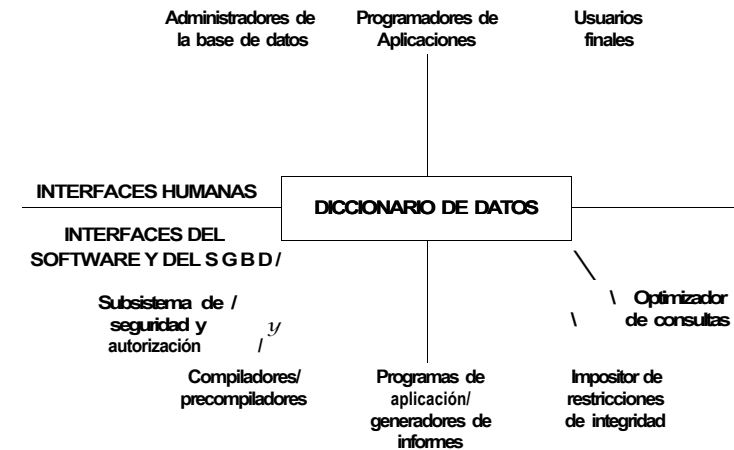 Administradores de
la base de datos
Programadores de
Aplicaciones
Usuarios
finales
INTERFACES HUMANAS
DICCIONARIO DE DATOS
INTERFACES DEL
SOFTWARE Y DEL S G B D /
\
\ Optimizador
\ de consultas
Subsistema de /
seguridad y y
autorización /
Compiladores/
precompiladores
Programas de
aplicación/
generadores de
informes
Impositor de
restricciones
de integridad